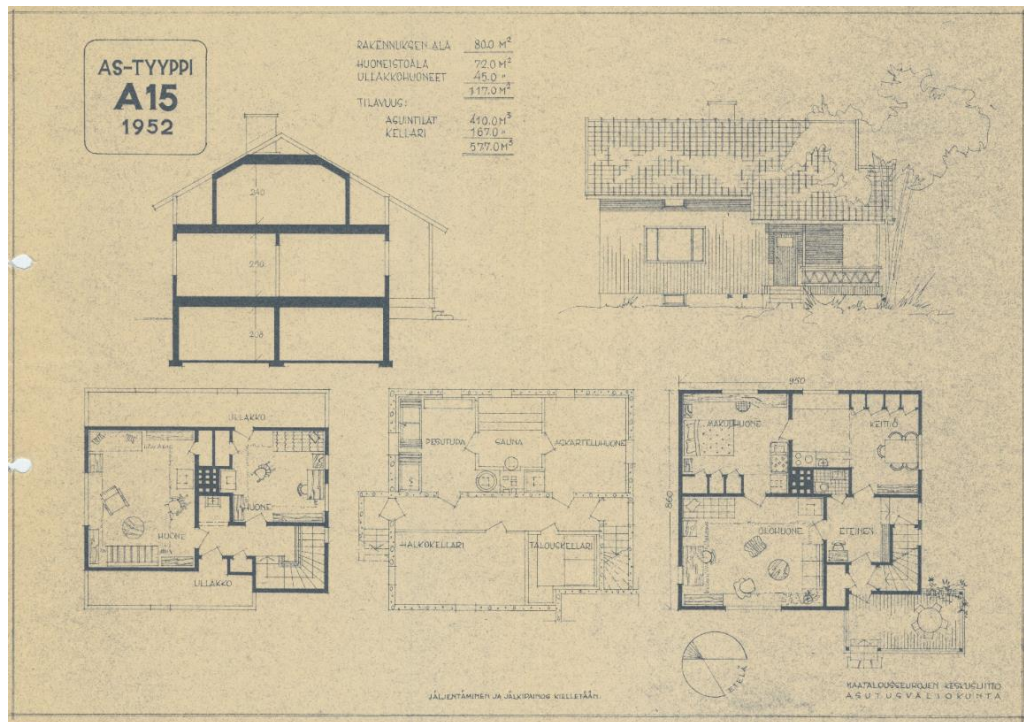 AS-TYYPPI
A15
1952
RAKENNUKSEN ALA 80.0 M²
HUONEISTOALA 72.0 M²
ULLAKKOHUONEET 45.0 "
117.0 M²
TILAVUUS:
ASUINTILAT 410.0 M³
KELLARI 167.0 "
577.0 M³
240
250
208
ULLAKKO
HUONE
HUONE
ULLAKKO
PESUTUPA
SAUNA
ASKARTELUHUONE
HALKOKELLARI
TALOUSKELLARI
950
860
MAKUUHUONE
KEITTIÖ
OLOHUONE
ETEINEN
ETELÄ
JÄLJENTÄMINEN JA JÄLKIPAINOS KIELLETÄÄN.
MAATALOUSSEUROJEN KESKUSLIITTO
ASUTUSVALIOKUNTA